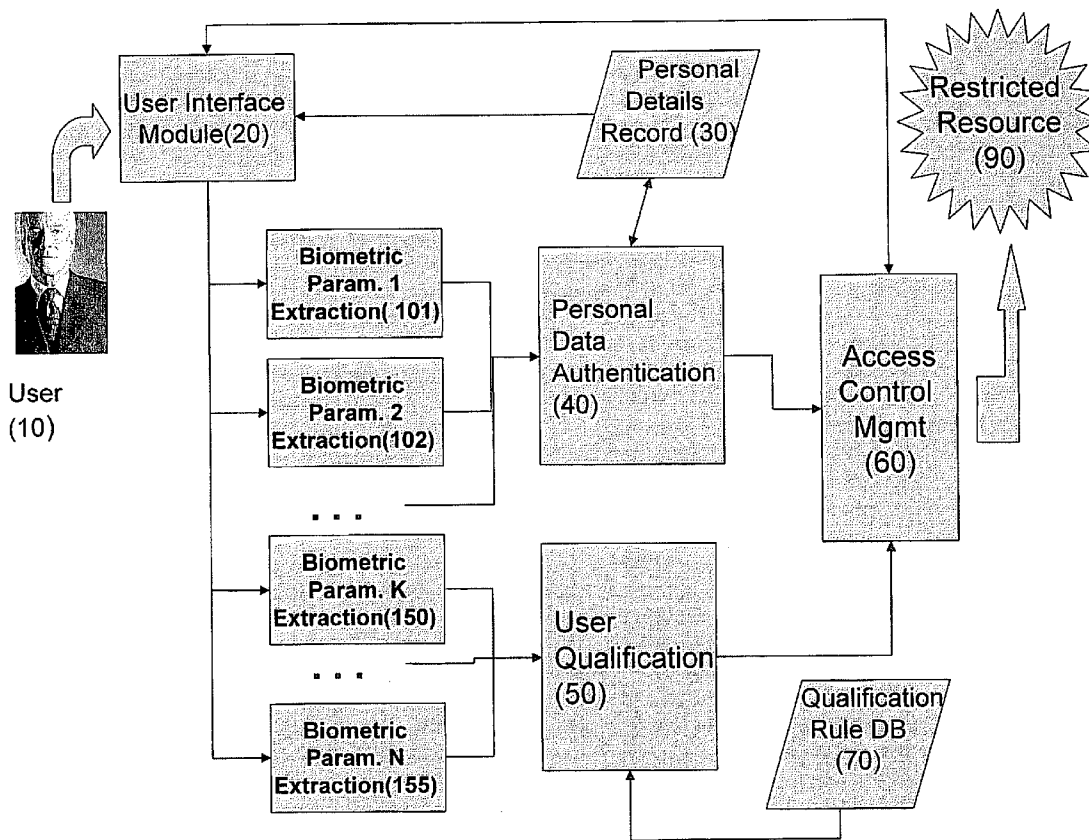 User Interface
Module(20)
Personal
Details
Record (30)
Restricted
Resource
(90)
User
(10)
Biometric
Param. 1
Extraction( 101)
Biometric
Param. 2
Extraction(102)
. . .
Personal
Data
Authentication
(40)
Access
Control
Mgmt
(60)
Biometric
Param. K
Extraction(150)
. . .
Biometric
Param. N
Extraction(155)
User
Qualification
(50)
Qualification
Rule DB
(70)